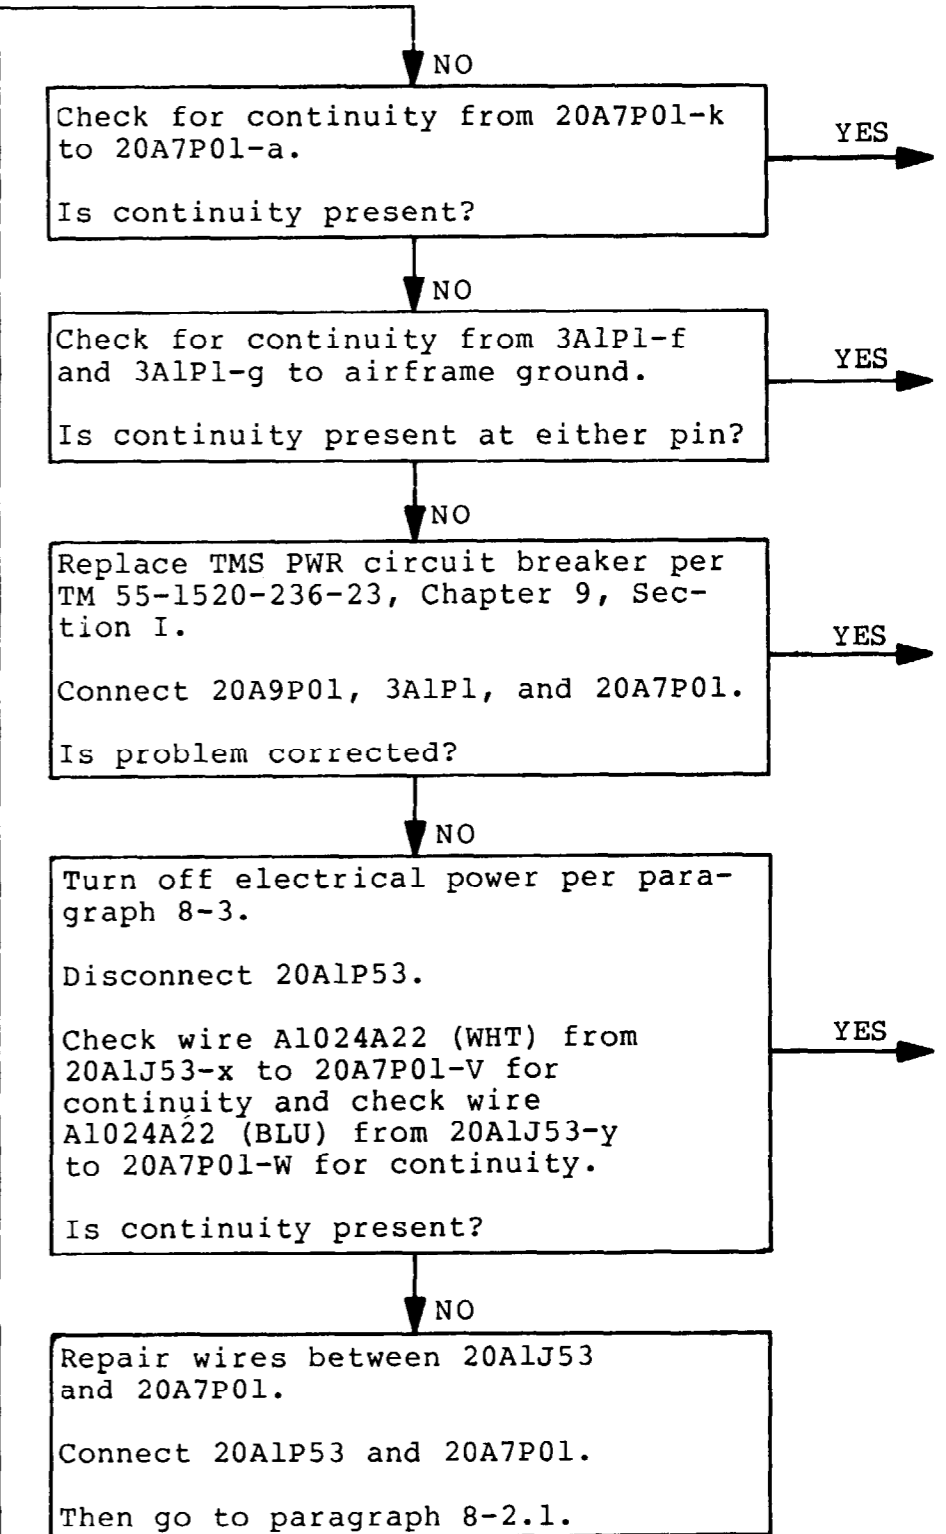 NO
Check for continuity from 20A7P01-k
to 20A7P01-a.
Is continuity present?
YES
NO
Check for continuity from 3A1P1-f
and 3A1P1-g to airframe ground.
Is continuity present at either pin?
YES
NO
Replace TMS PWR circuit breaker per
TM 55-1520-236-23, Chapter 9, Sec-
tion I.
Connect 20A9P01, 3A1P1, and 20A7P01.
Is problem corrected?
YES
NO
Turn off electrical power per para-
graph 8-3.
Disconnect 20A1P53.
Check wire A1024A22 (WHT) from
20A1J53-x to 20A7P01-V for
continuity and check wire
A1024A22 (BLU) from 20A1J53-y
to 20A7P01-W for continuity.
Is continuity present?
YES
NO
Repair wires between 20A1J53
and 20A7P01.
Connect 20A1P53 and 20A7P01.
Then go to paragraph 8-2.1.